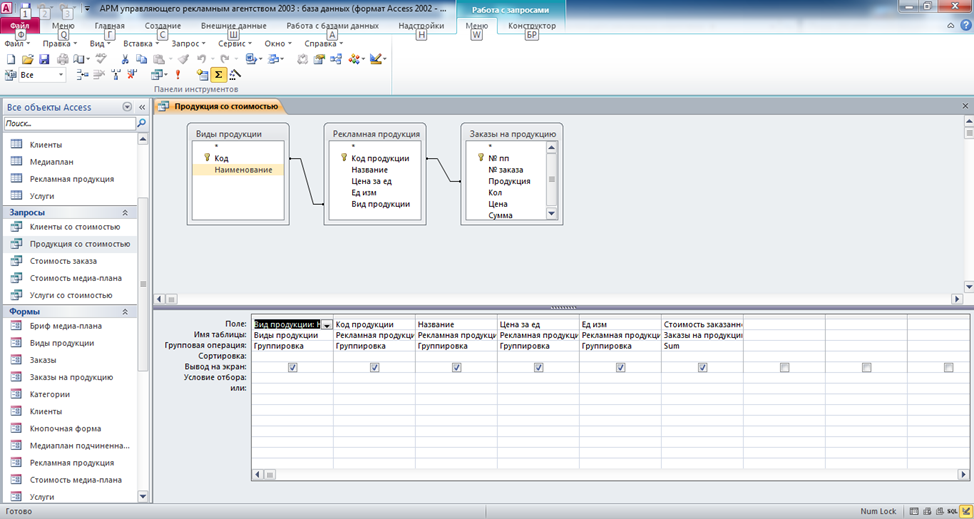 АРМ управляющего рекламным агентством 2003 : база данных (формат Access 2002 - ...
Работа с запросами
1 2 3
Файл Меню Главная Создание Внешние данные Работа с базами данных Надстройки Меню Конструктор
Ф Q Г С Ш А Н W БР
Файл Правка Вид Вставка Запрос Сервис Окно Справка
Все
Панели инструментов
Все объекты Access
Поиск...
Клиенты
Медиаплан
Рекламная продукция
Услуги
Запросы
Клиенты со стоимостью
Продукция со стоимостью
Стоимость заказа
Стоимость медиа-плана
Услуги со стоимостью
Формы
Бриф медиа-плана
Виды продукции
Заказы
Заказы на продукцию
Категории
Клиенты
Кнопочная форма
Медиаплан подчиненна...
Рекламная продукция
Стоимость медиа-плана
Услуги
Продукция со стоимостью
Виды продукции
*
Код
Наименование
Рекламная продукция
*
Код продукции
Название
Цена за ед
Ед изм
Вид продукции
Заказы на продукцию
*
№ пп
№ заказа
Продукция
Кол
Цена
Сумма
Поле: Вид продукции: Код продукции Название Цена за ед Ед изм Стоимость заказанн
Имя таблицы: Виды продукции Рекламная продукци Рекламная продукци Рекламная продукци Рекламная продукци Заказы на продукци
Групповая операция: Группировка Группировка Группировка Группировка Группировка Sum
Сортировка:
Вывод на экран:
Условие отбора:
или:
Готово
Num Lock
SQL